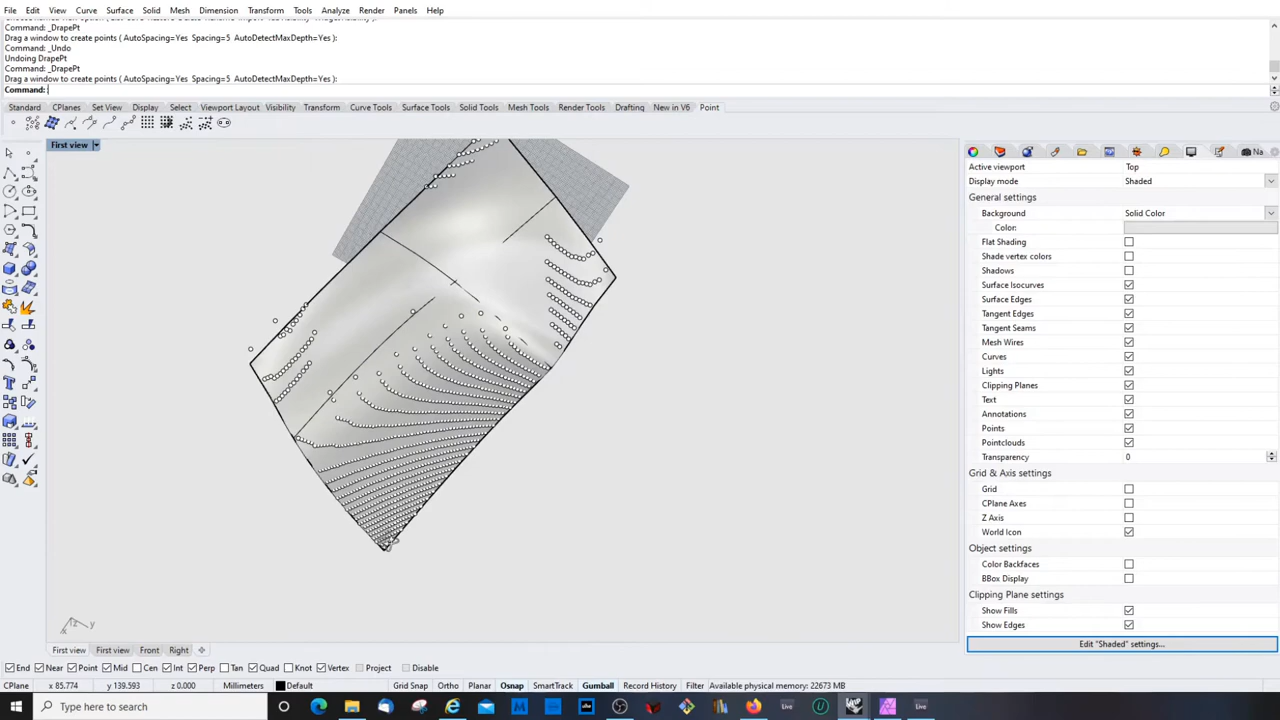 File Edit View Curve Surface Solid Mesh Dimension Transform Tools Analyze Render Panels Help
Command: _DrapePt
Drag a window to create points ( AutoSpacing=Yes Spacing=5 AutoDetectMaxDepth=Yes ):
Command: _Undo
Undoing DrapePt
Command: _DrapePt
Drag a window to create points ( AutoSpacing=Yes Spacing=5 AutoDetectMaxDepth=Yes ):
Command:
Standard CPlanes Set View Display Select Viewport Layout Visibility Transform Curve Tools Surface Tools Solid Tools Mesh Tools Render Tools Drafting New in V6 Point
First view
Na
Active viewport Top
Display mode Shaded
General settings
Background Solid Color
Color:
Flat Shading
Shade vertex colors
Shadows
Surface Isocurves
Surface Edges
Tangent Edges
Tangent Seams
Mesh Wires
Curves
Lights
Clipping Planes
Text
Annotations
Points
Pointclouds
Transparency 0
Grid & Axis settings
Grid
CPlane Axes
Z Axis
World Icon
Object settings
Color Backfaces
BBox Display
Clipping Plane settings
Show Fills
Show Edges
Edit "Shaded" settings...
z y
x
First view First view Front Right
End Near Point Mid Cen Int Perp Tan Quad Knot Vertex Project Disable
CPlane x 85.774 y 139.593 z 0.000 Millimeters Default Grid Snap Ortho Planar Osnap SmartTrack Gumball Record History Filter Available physical memory: 22673 MB
Type here to search
Live Live